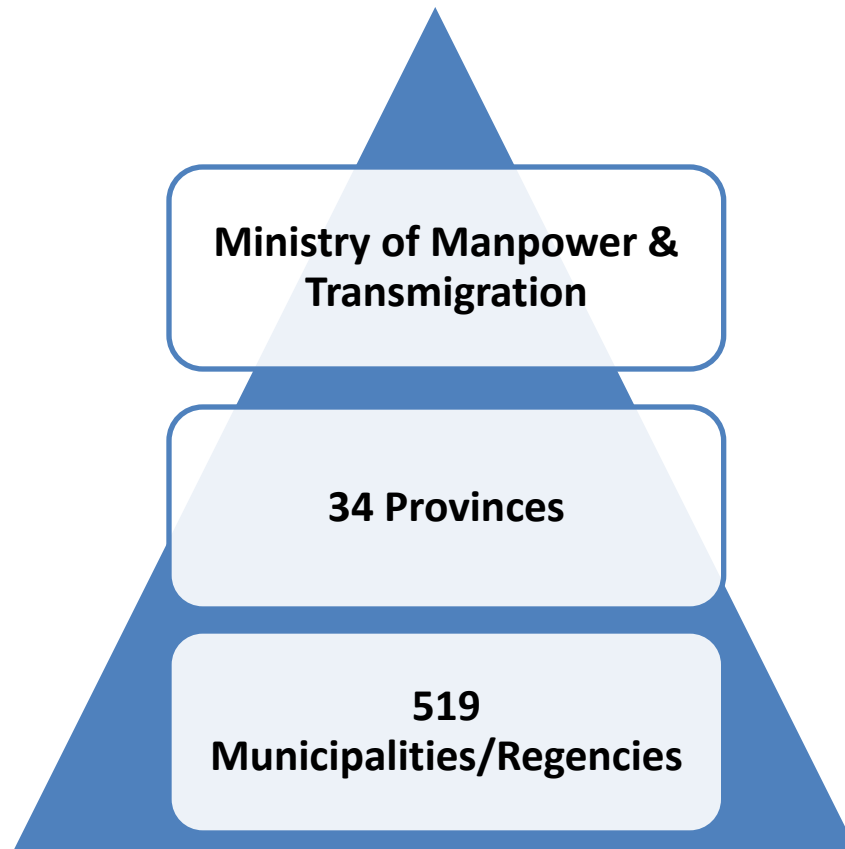 Ministry of Manpower &
Transmigration
34 Provinces
519
Municipalities/Regencies